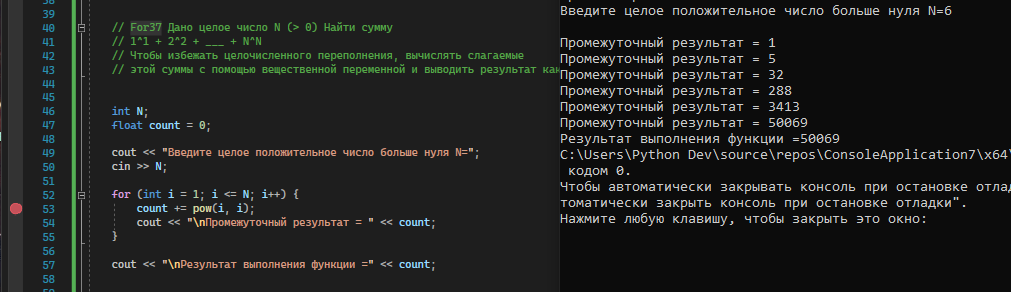 38
39
40 // For37 Дано целое число N (> 0) Найти сумму
41 // 1^1 + 2^2 + ___ + N^N
42 // Чтобы избежать целочисленного переполнения, вычислять слагаемые
43 // этой суммы с помощью вещественной переменной и выводить результат как
44
45
46 int N;
47 float count = 0;
48
49 cout << "Введите целое положительное число больше нуля N=";
50 cin >> N;
51
52 for (int i = 1; i <= N; i++) {
53 count += pow(i, i);
54 cout << "\nПромежуточный результат = " << count;
55 }
56
57 cout << "\nРезультат выполнения функции =" << count;
58
Введите целое положительное число больше нуля N=6
Промежуточный результат = 1
Промежуточный результат = 5
Промежуточный результат = 32
Промежуточный результат = 288
Промежуточный результат = 3413
Промежуточный результат = 50069
Результат выполнения функции =50069
C:\Users\Python Dev\source\repos\ConsoleApplication7\x64\
кодом 0.
Чтобы автоматически закрывать консоль при остановке отлад
томатически закрыть консоль при остановке отладки".
Нажмите любую клавишу, чтобы закрыть это окно: